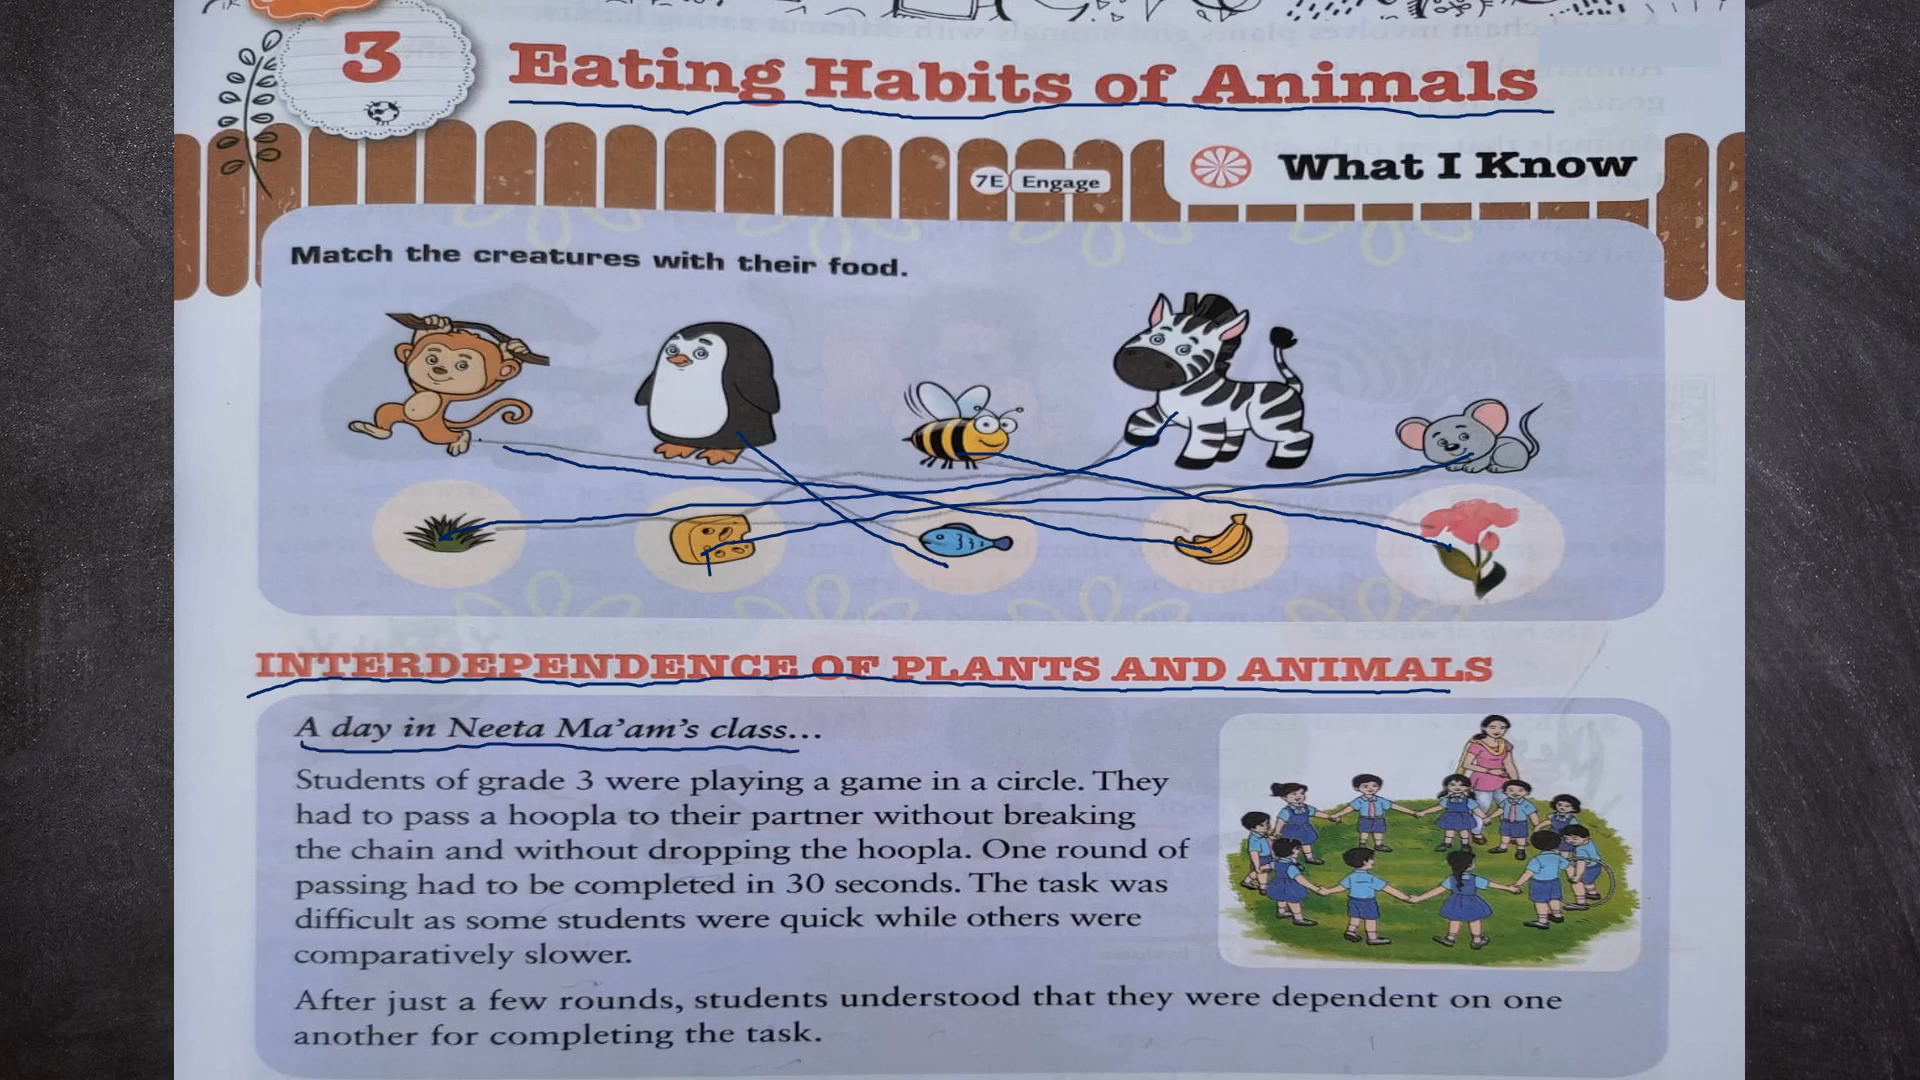 3
Eating Habits of Animals
7E Engage
What I Know
Match the creatures with their food.
INTERDEPENDENCE OF PLANTS AND ANIMALS
A day in Neeta Ma'am's class...
Students of grade 3 were playing a game in a circle. They
had to pass a hoopla to their partner without breaking
the chain and without dropping the hoopla. One round of
passing had to be completed in 30 seconds. The task was
difficult as some students were quick while others were
comparatively slower.
After just a few rounds, students understood that they were dependent on one
another for completing the task.